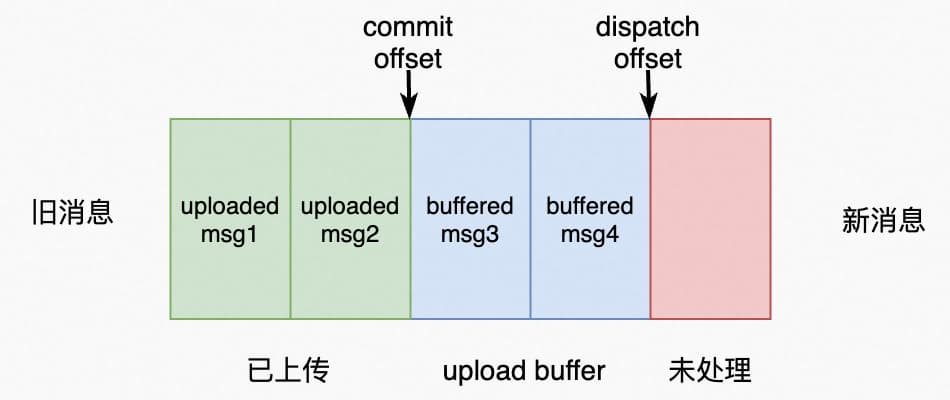 commit
offset
dispatch
offset
旧消息
uploaded
msg1
uploaded
msg2
buffered
msg3
buffered
msg4
新消息
已上传
upload buffer
未处理